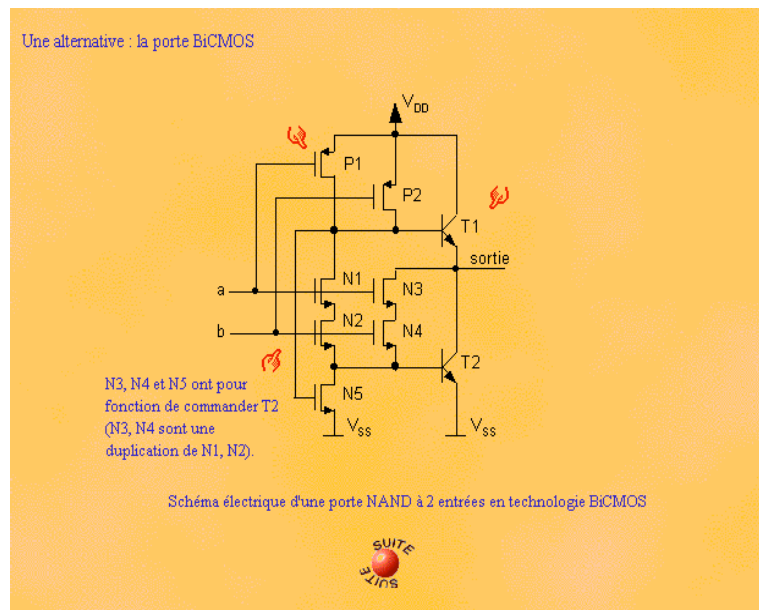 Une alternative : la porte BiCMOS
VDD
P1
P2
T1
sortie
a
N1
N3
b
N2
N4
T2
N5
N3, N4 et N5 ont pour
fonction de commander T2
(N3, N4 sont une
duplication de N1, N2).
VSS
VSS
Schéma électrique d'une porte NAND à 2 entrées en technologie BiCMOS
SUITE
SUITE